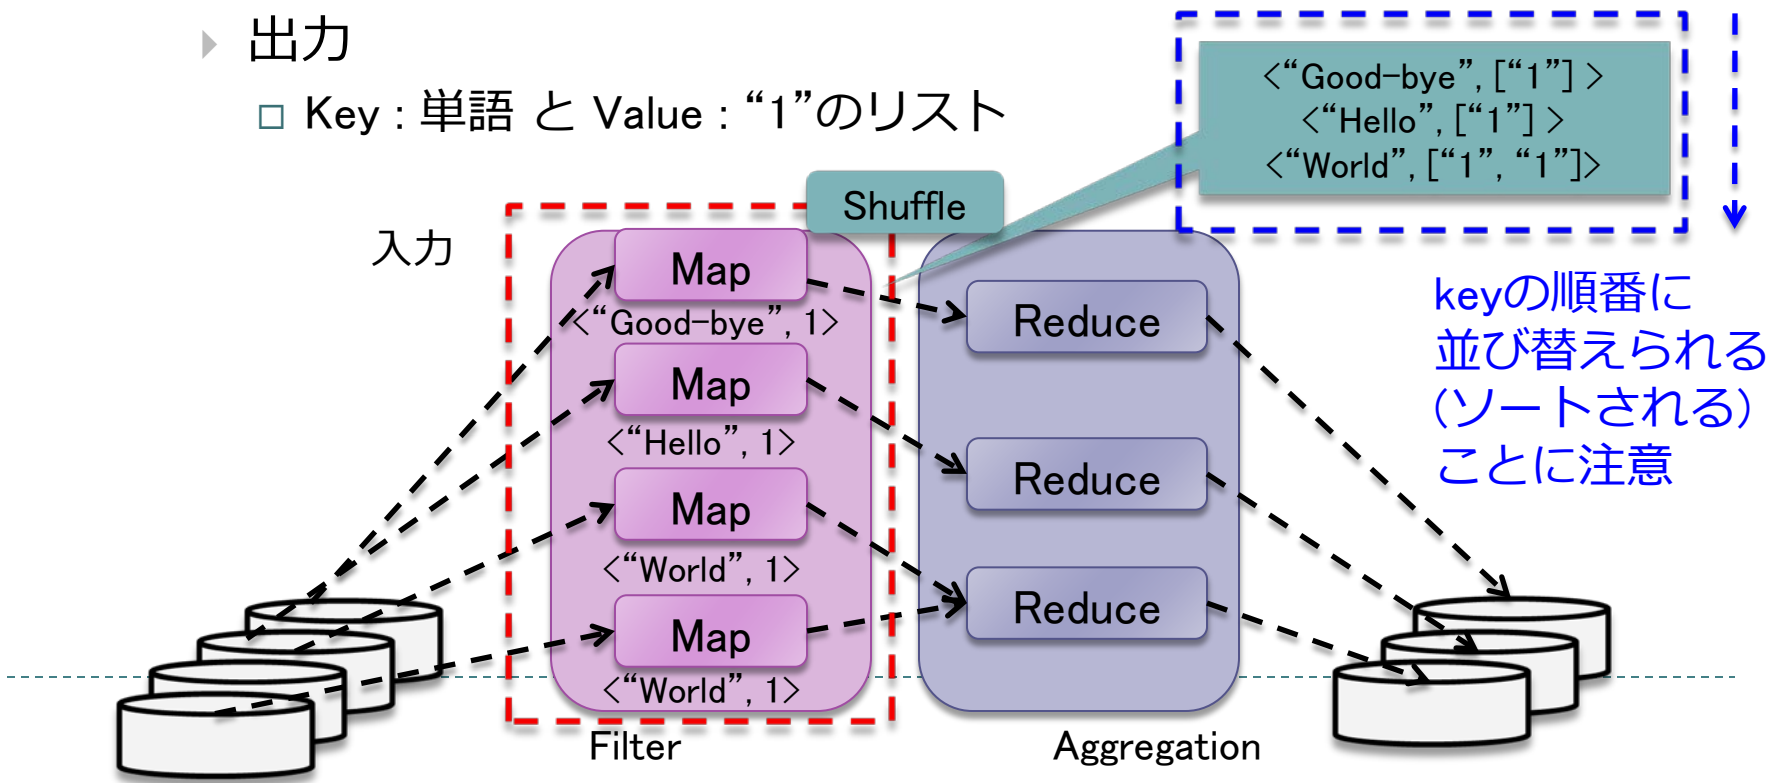 出力
Key : 単語 と Value : “1”のリスト
<“Good-bye”, [“1”] >
<“Hello”, [“1”] >
<“World”, [“1”, “1”]>
Shuffle
入力
Map
<“Good-bye”, 1>
Map
<“Hello”, 1>
Map
<“World”, 1>
Map
<“World”, 1>
Filter
Reduce
Reduce
Reduce
Aggregation
keyの順番に
並び替えられる
(ソートされる)
ことに注意